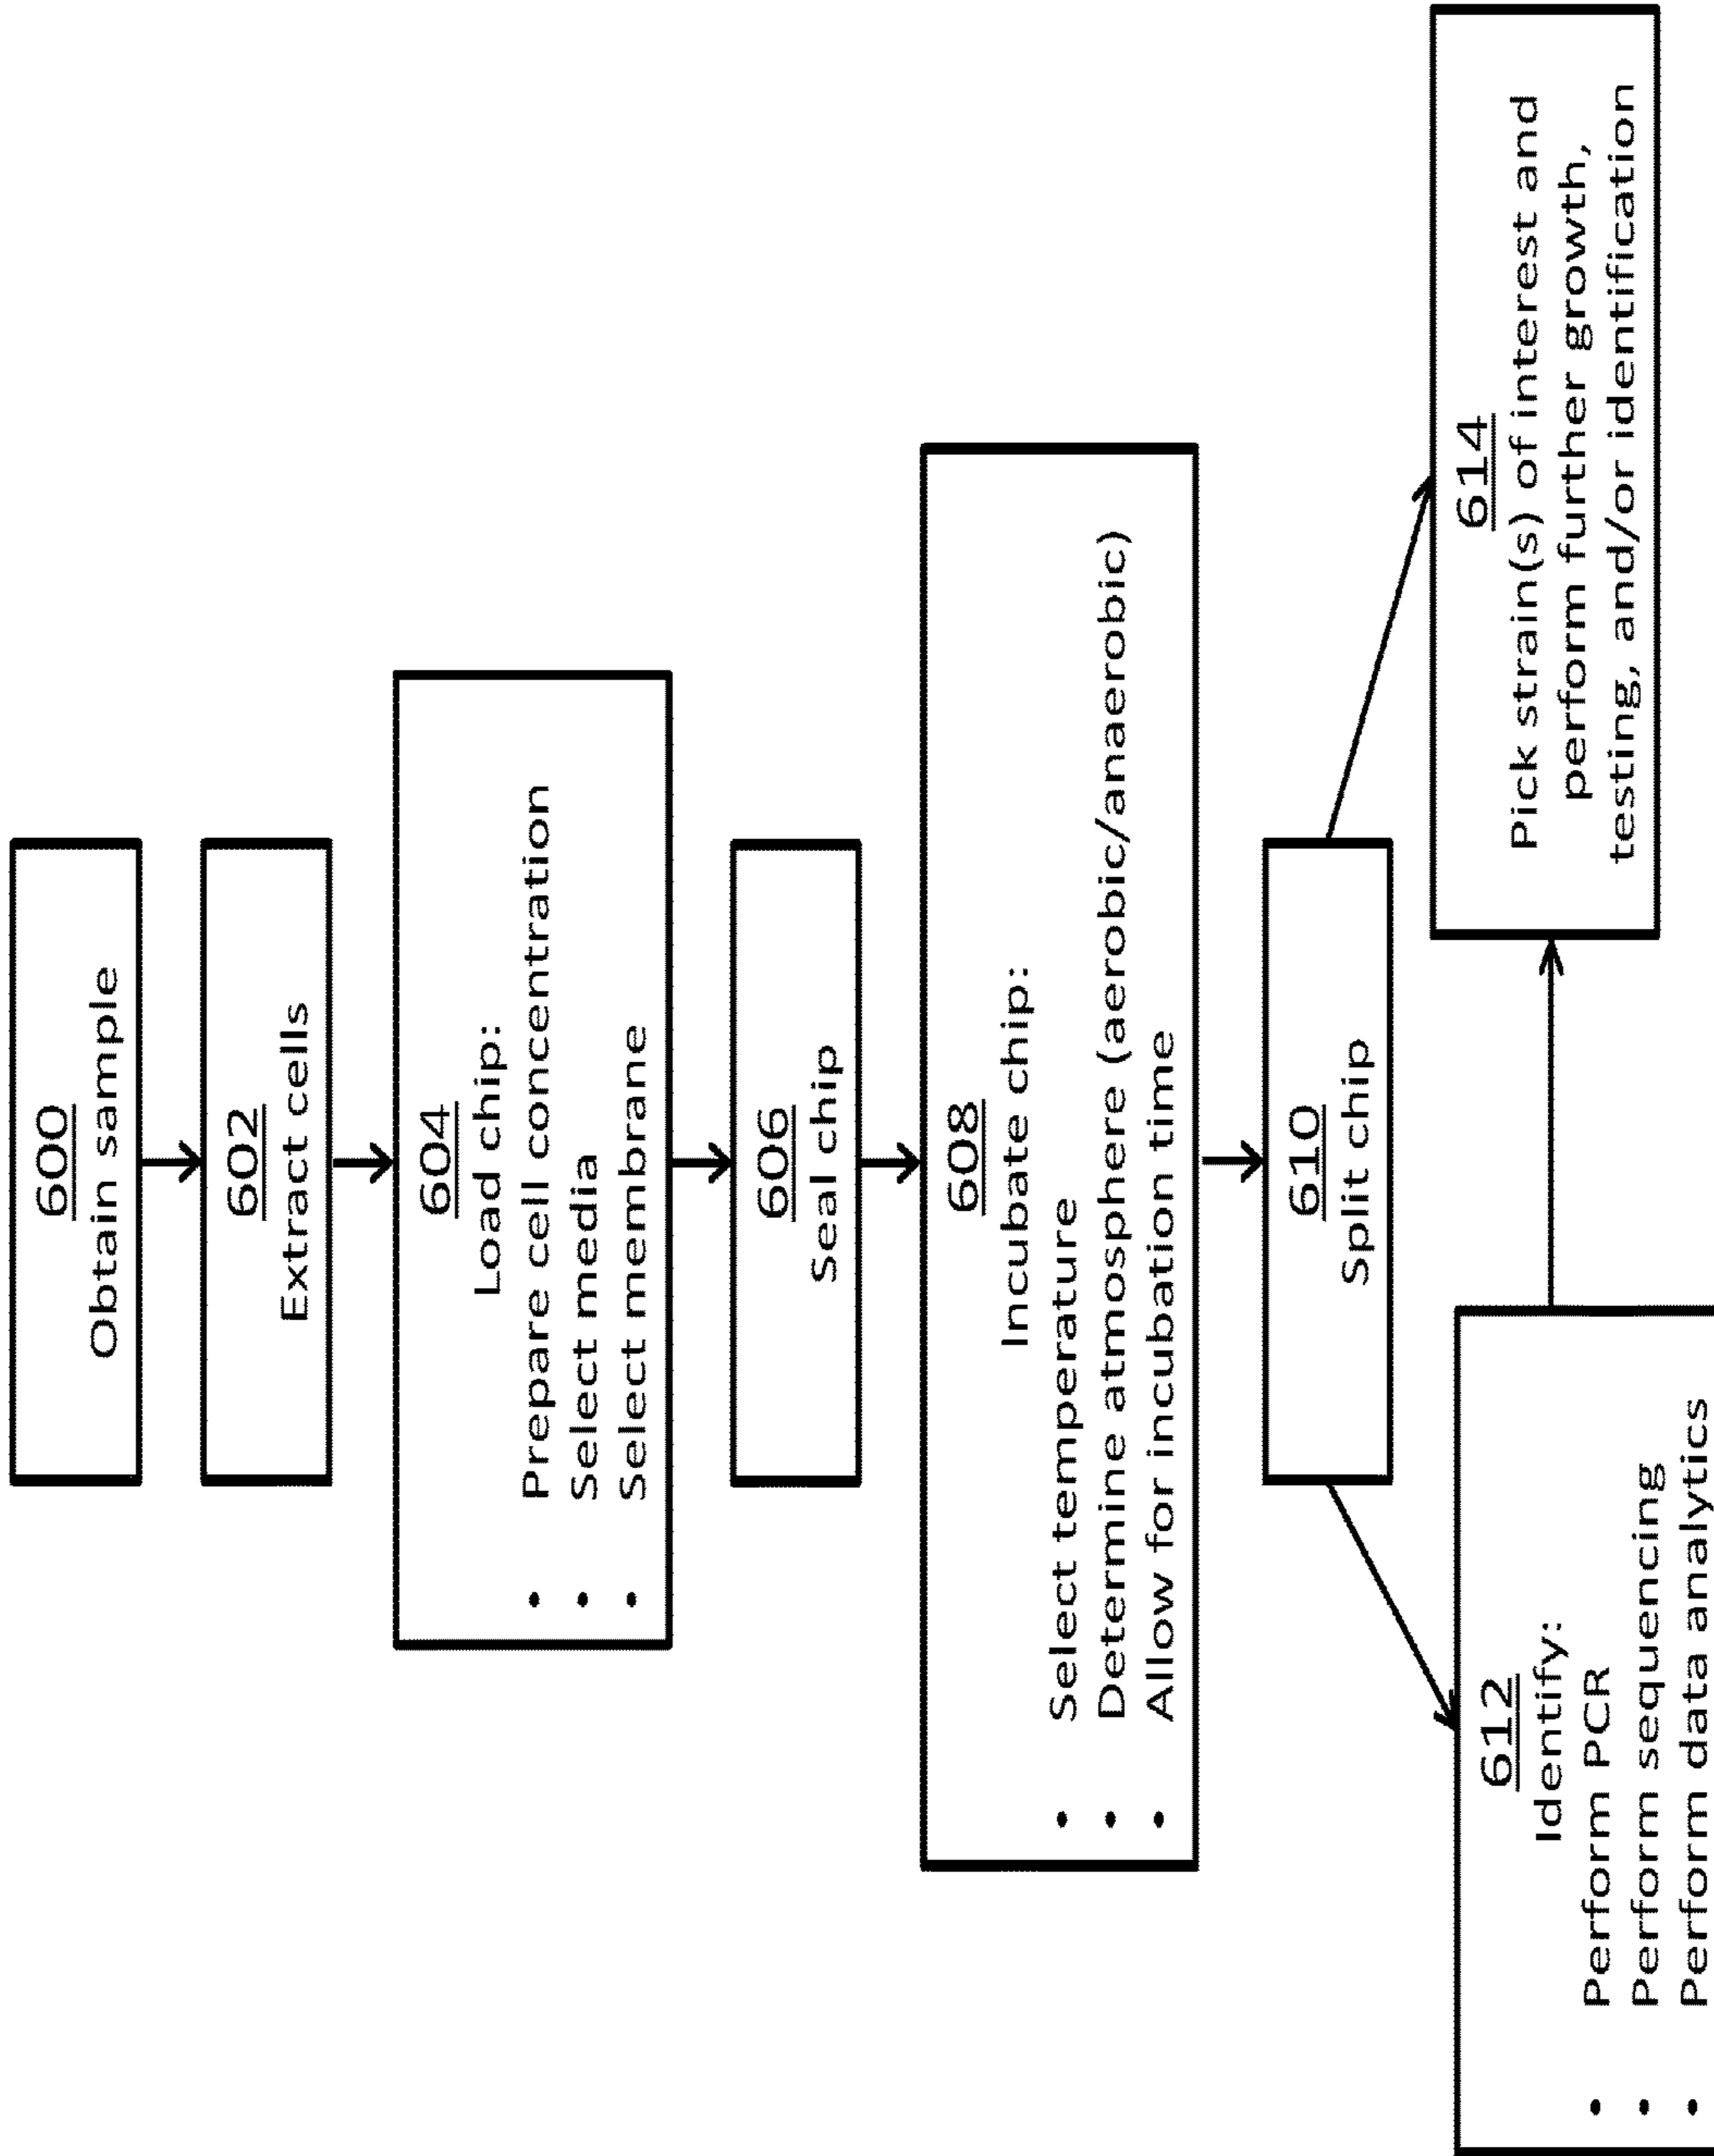 600
Obtain sample
602
Extract cells
604
Load chip:
• Prepare cell concentration
• Select media
• Select membrane
606
Seal chip
608
Incubate chip:
• Select temperature
• Determine atmosphere (aerobic/anaerobic)
• Allow for incubation time
610
Split chip
612
Identify:
• Perform PCR
• Perform sequencing
• Perform data analytics
614
Pick strain(s) of interest and
perform further growth,
testing, and/or identification